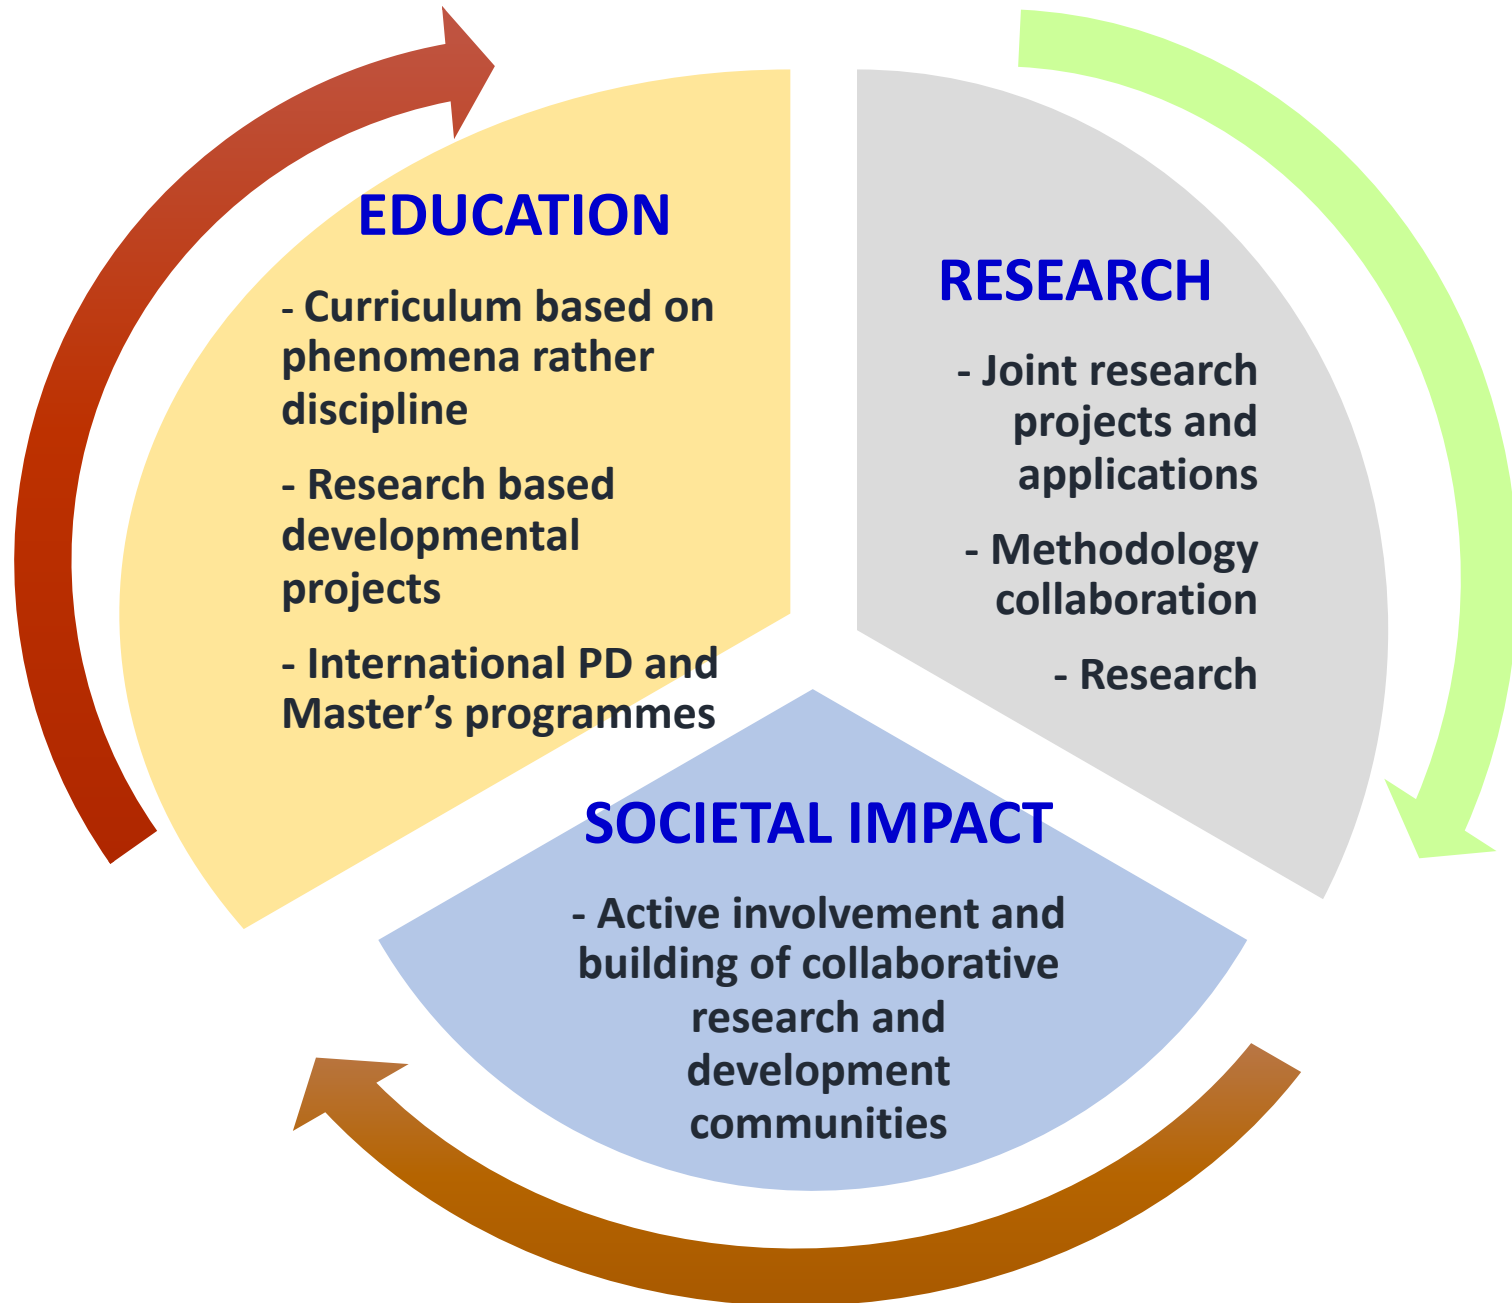 EDUCATION
- Curriculum based on
phenomena rather
discipline
- Research based
developmental
projects
- International PD and
Master’s programmes
RESEARCH
- Joint research
projects and
applications
- Methodology
collaboration
- Research
SOCIETAL IMPACT
- Active involvement and
building of collaborative
research and
development
communities